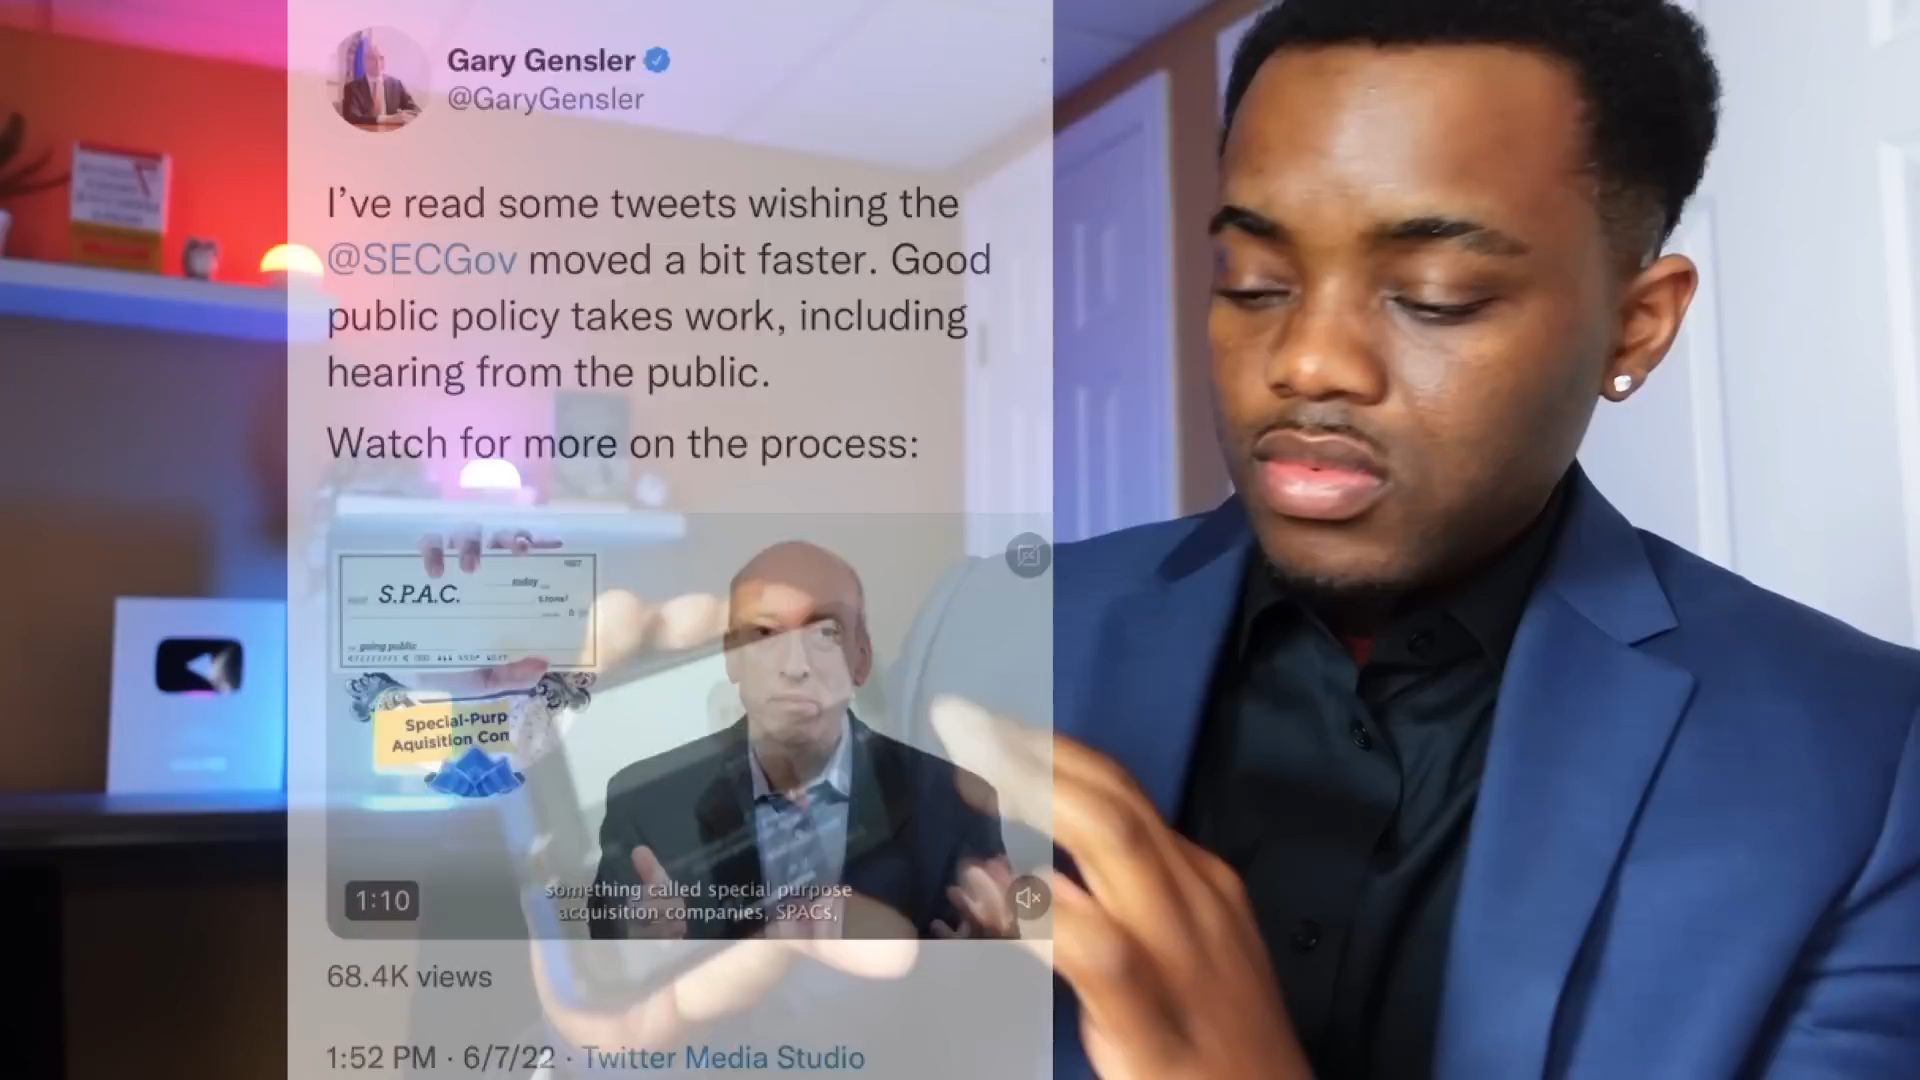 Gary Gensler
@GaryGensler
I've read some tweets wishing the
@SECGov moved a bit faster. Good
public policy takes work, including
hearing from the public.
Watch for more on the process:
S.P.A.C.
today
going public
Special-Purp
Aquisition Con
1:10
something called special purpose
acquisition companies, SPACs,
68.4K views
1:52 PM · 6/7/22 · Twitter Media Studio